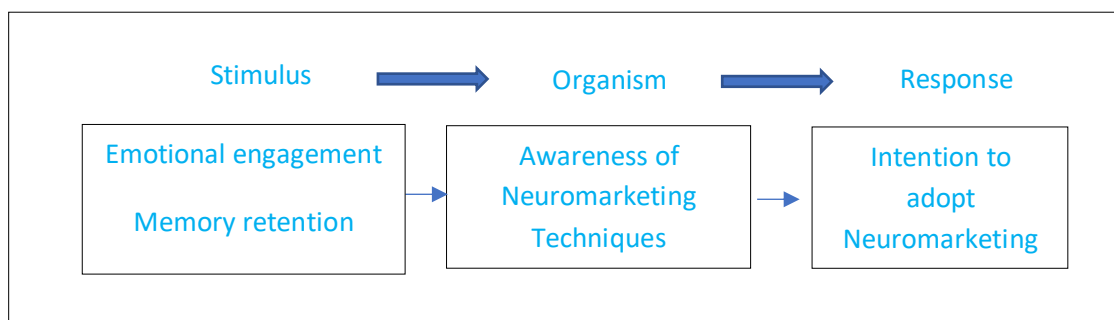 Stimulus
Organism
Response
Emotional engagement
Memory retention
Awareness of
Neuromarketing
Techniques
Intention to
adopt
Neuromarketing